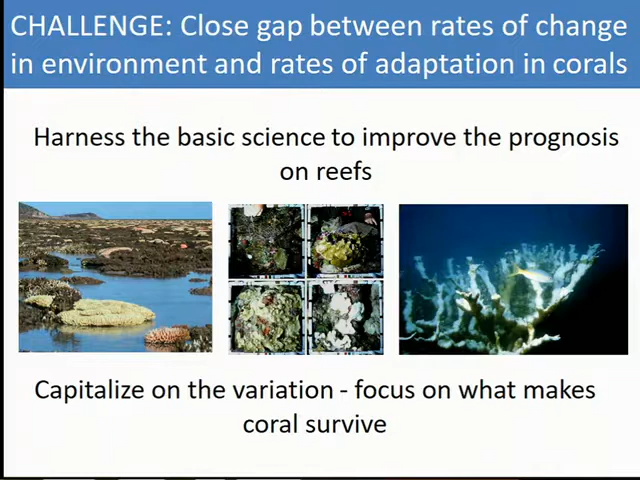 CHALLENGE: Close gap between rates of change
in environment and rates of adaptation in corals
Harness the basic science to improve the prognosis
on reefs
Capitalize on the variation - focus on what makes
coral survive